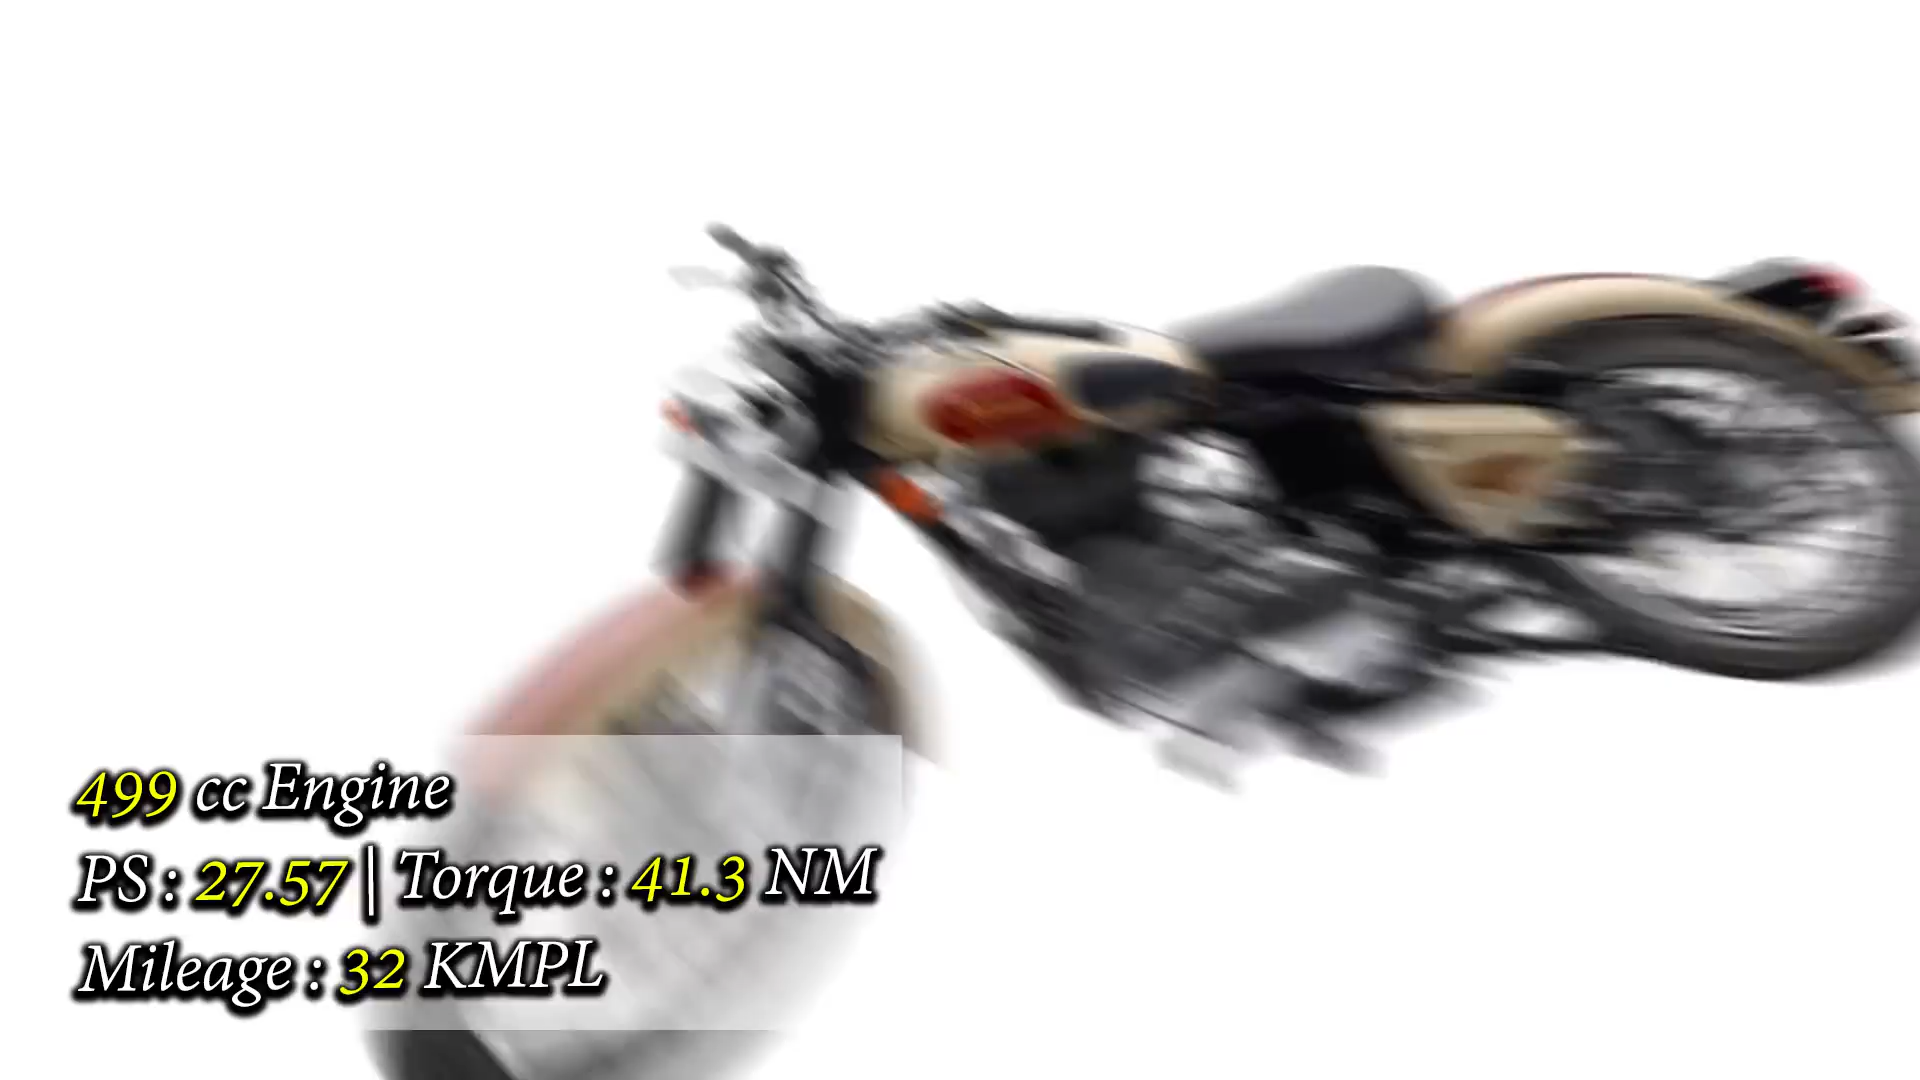 499 cc Engine
PS : 27.57 | Torque : 41.3 NM
Mileage : 32 KMPL